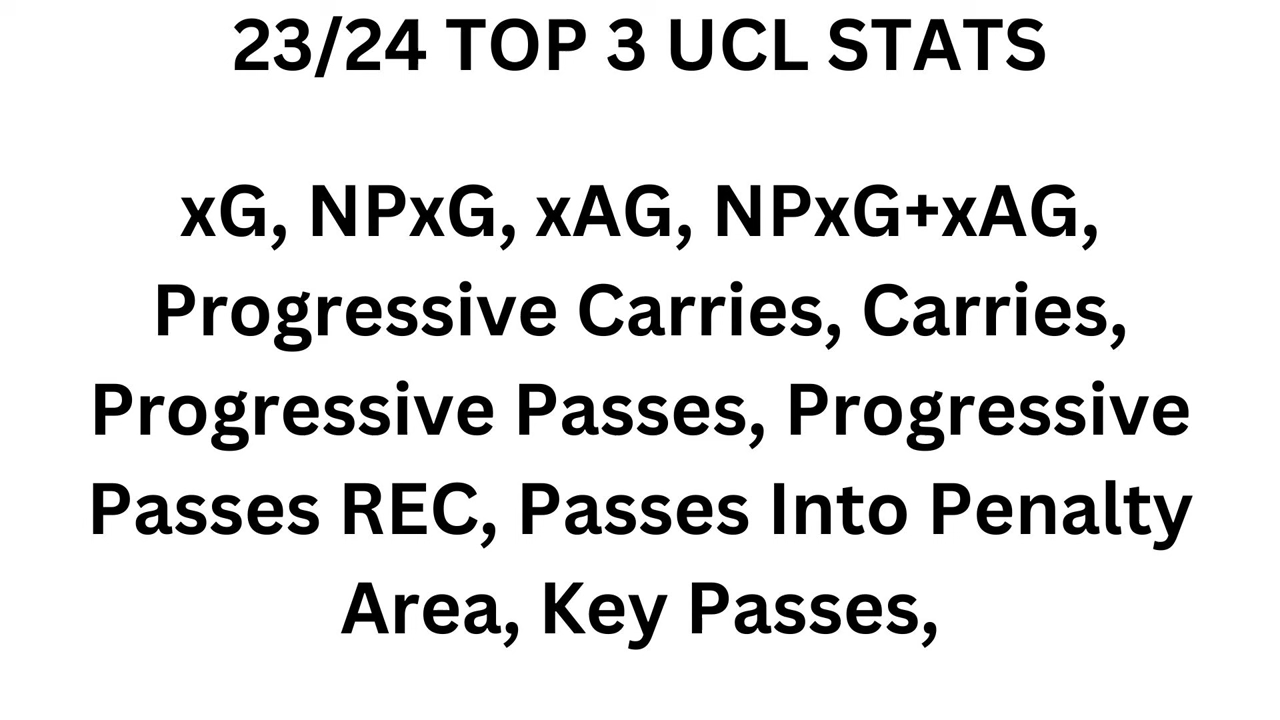 23/24 TOP 3 UCL STATS
xG, NPxG, xAG, NPxG+xAG,
Progressive Carries, Carries,
Progressive Passes, Progressive
Passes REC, Passes Into Penalty
Area, Key Passes,